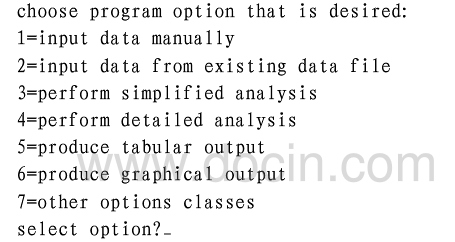 choose program option that is desired:
1=input data manually
2=input data from existing data file
3=perform simplified analysis
4=perform detailed analysis
5=produce tabular output
www.docin.com
6=produce graphical output
7=other options classes
select option?_